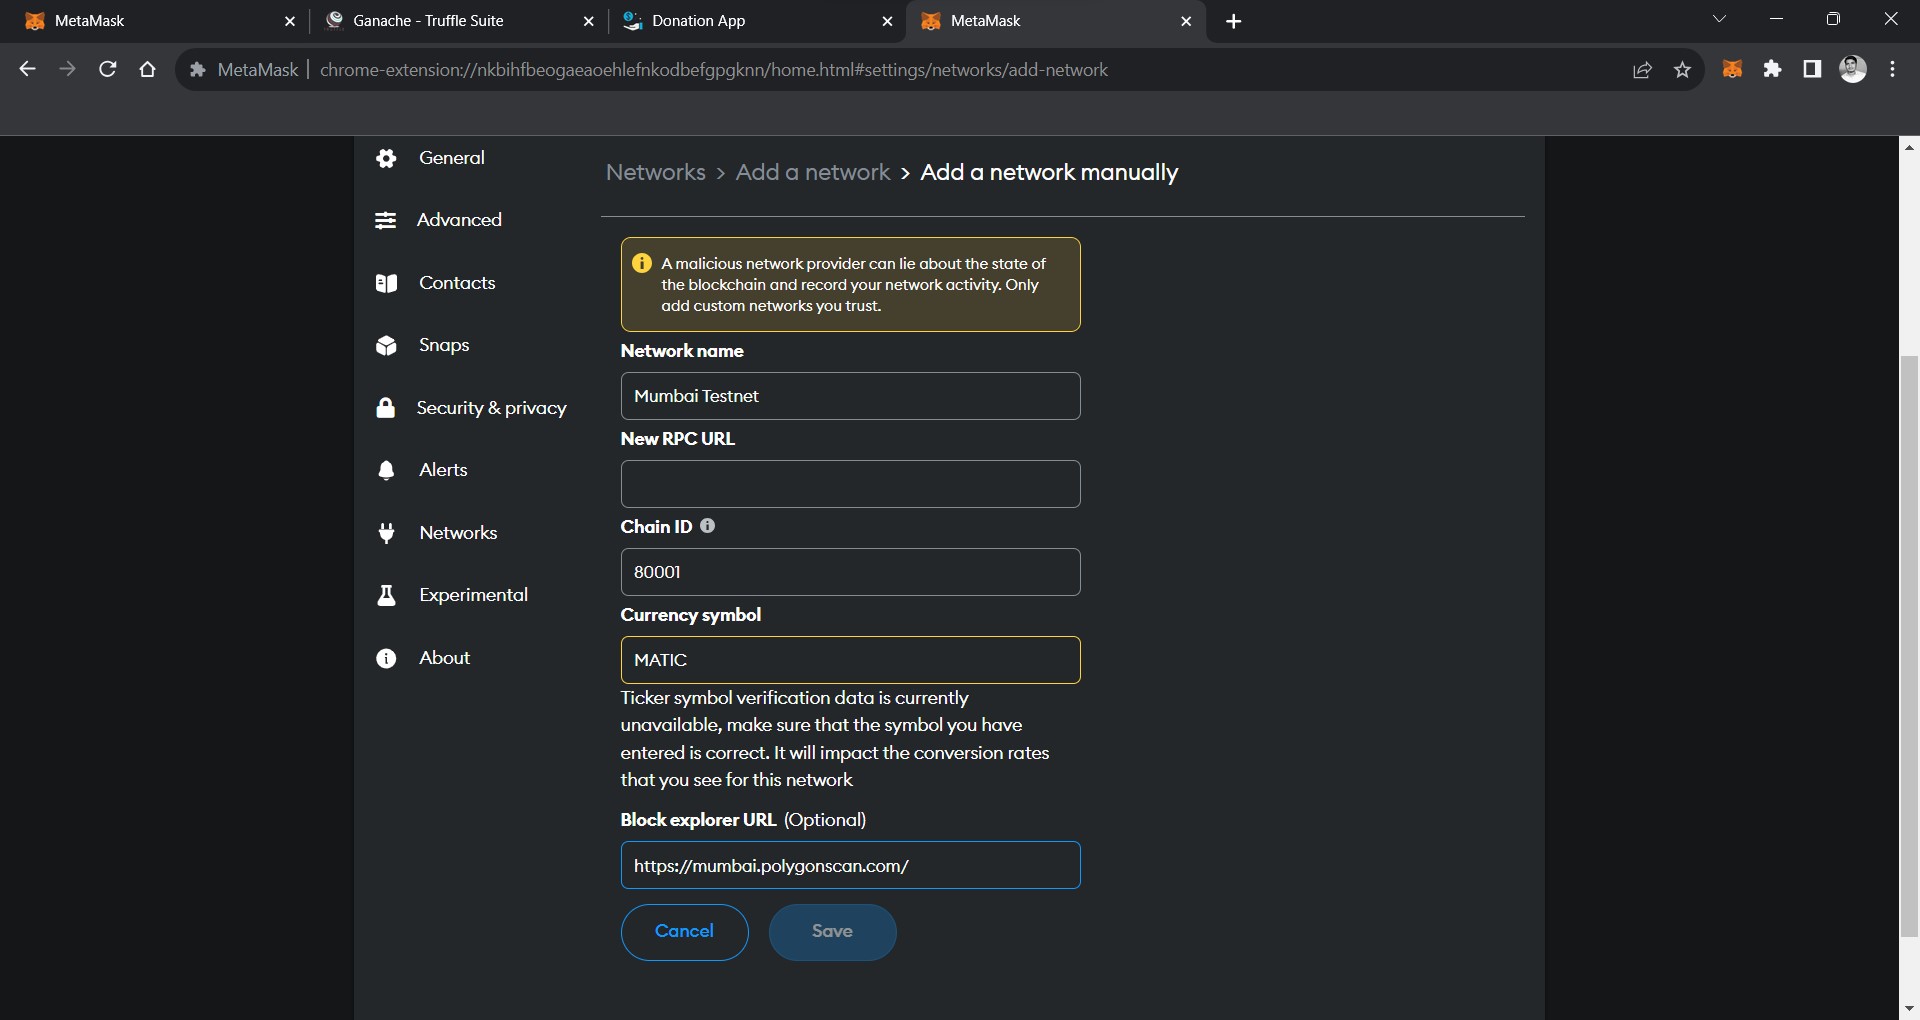 MetaMask
Ganache - Truffle Suite
Donation App
MetaMask
MetaMask
chrome-extension://nkbihfbeogaeaoehlefnkodbefgpgknn/home.html#settings/networks/add-network
General
Advanced
Contacts
Snaps
Security & privacy
Alerts
Networks
Experimental
About
Networks > Add a network > Add a network manually
A malicious network provider can lie about the state of
the blockchain and record your network activity. Only
add custom networks you trust.
Network name
Mumbai Testnet
New RPC URL
Chain ID
80001
Currency symbol
MATIC
Ticker symbol verification data is currently
unavailable, make sure that the symbol you have
entered is correct. It will impact the conversion rates
that you see for this network
Block explorer URL (Optional)
https://mumbai.polygonscan.com/
Cancel
Save